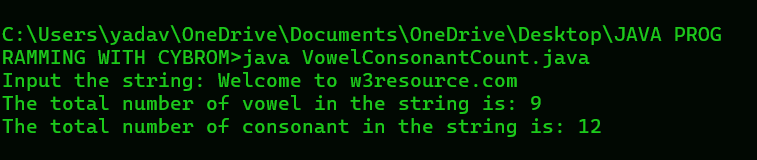 C:\Users\yadav\OneDrive\Documents\OneDrive\Desktop\JAVA PROG
RAMMING WITH CYBROM>java VowelConsonantCount.java
Input the string: Welcome to w3resource.com
The total number of vowel in the string is: 9
The total number of consonant in the string is: 12